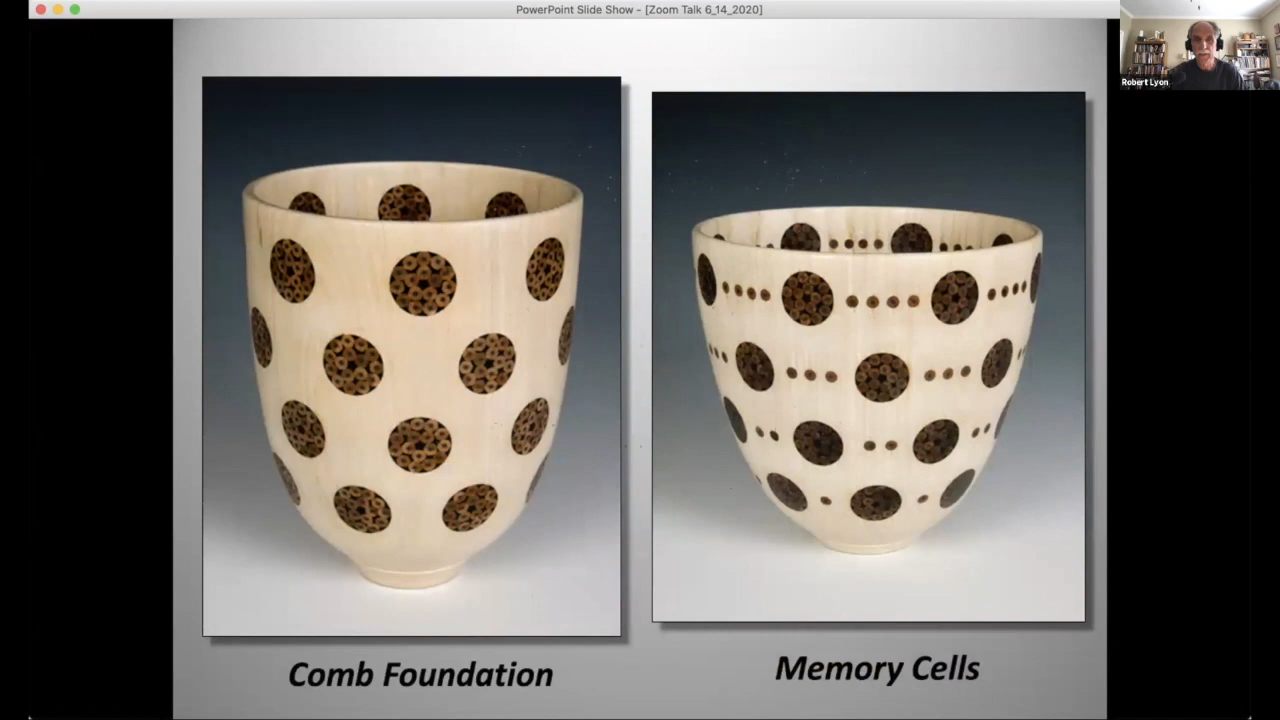 PowerPoint Slide Show - [Zoom Talk 6_14_2020]
Robert Lyon
Comb Foundation
Memory Cells